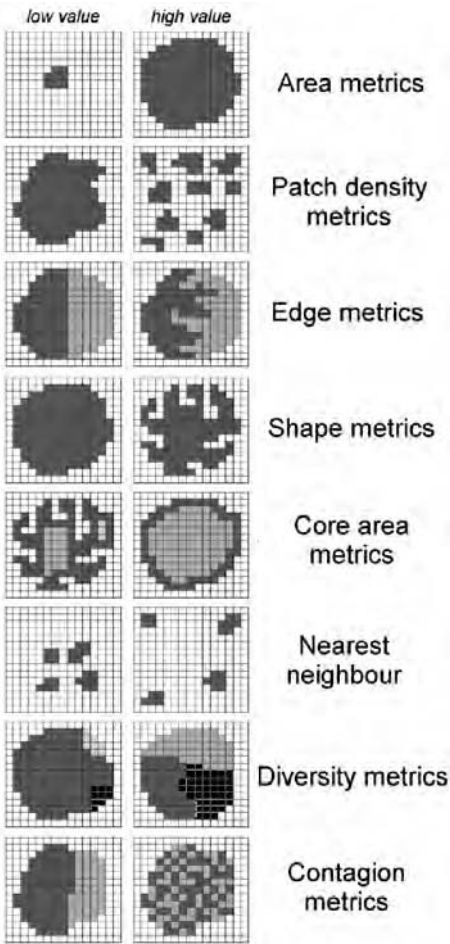 low value high value
Area metrics
Patch density
metrics
Edge metrics
Shape metrics
Core area
metrics
Nearest
neighbour
Diversity metrics
Contagion
metrics